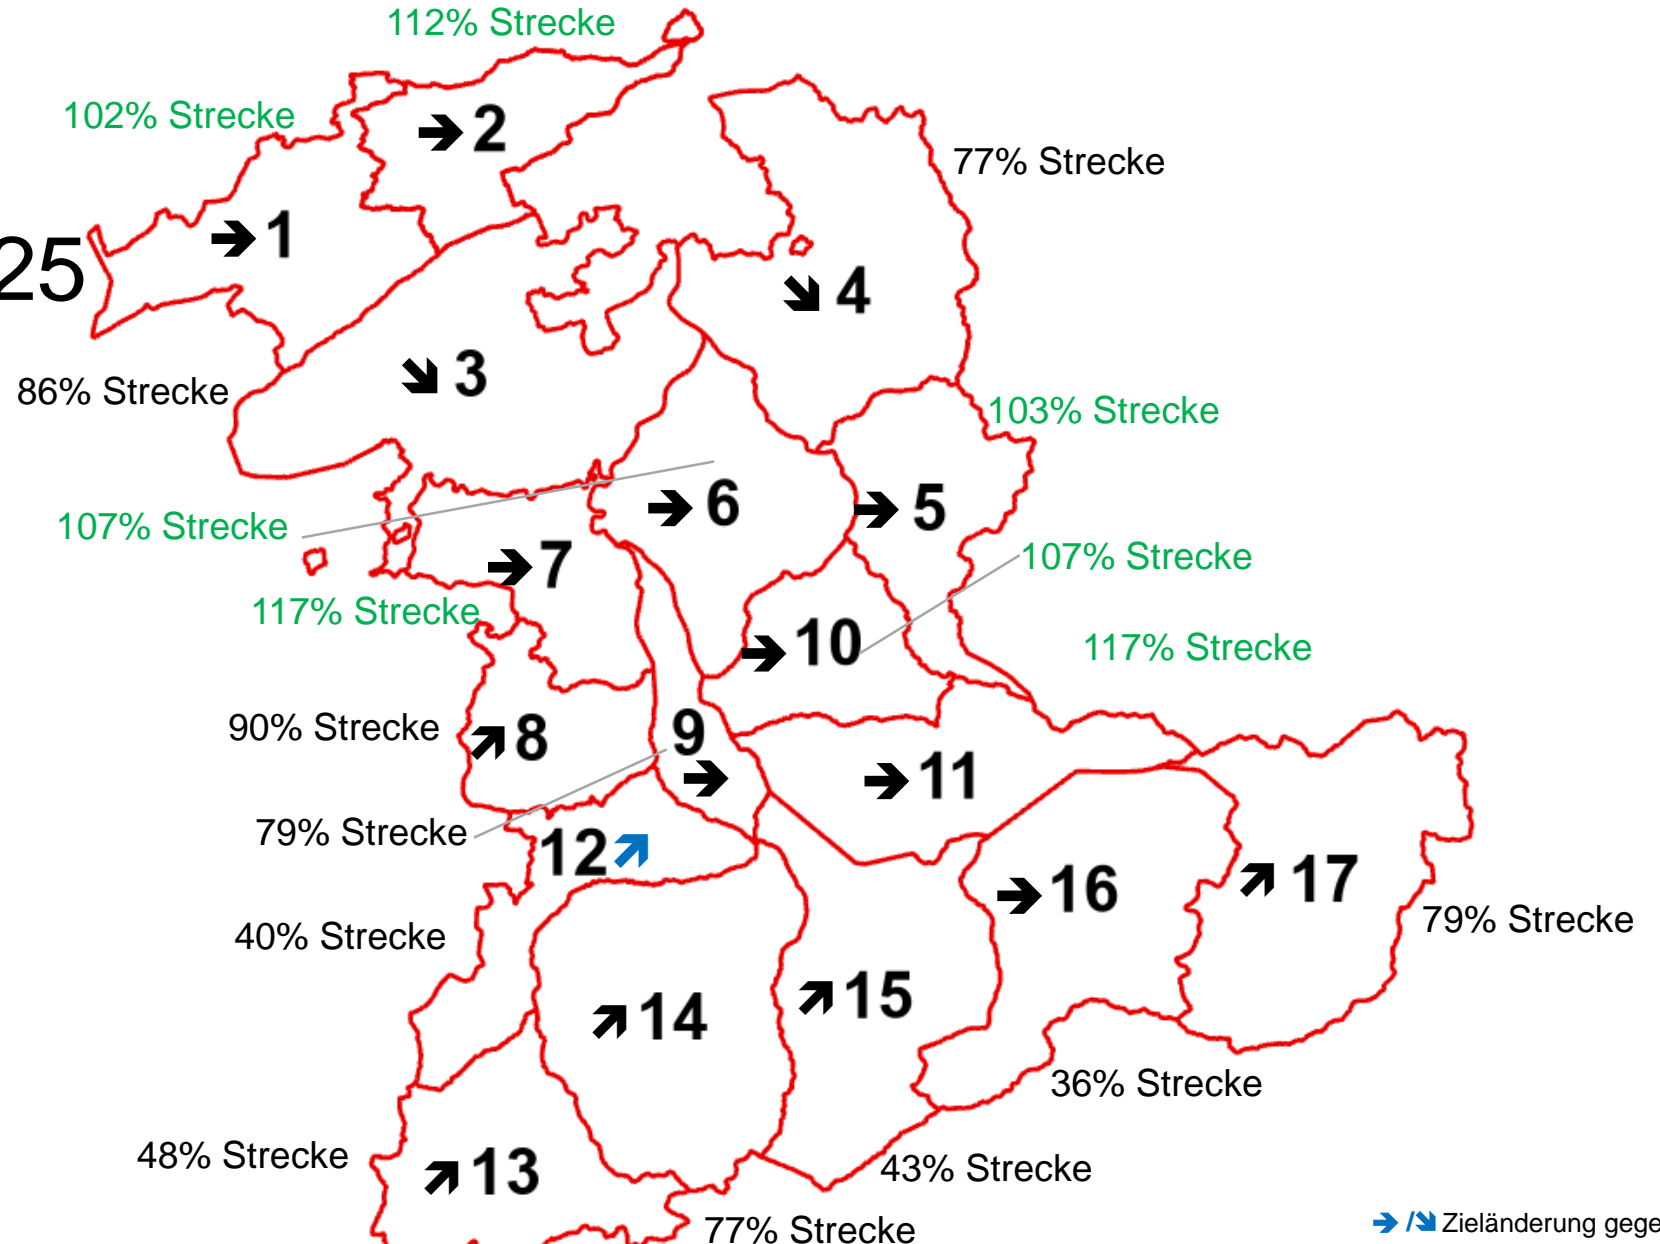 112% Strecke
102% Strecke
2
77% Strecke
1
25
4
3
86% Strecke
103% Strecke
6
5
107% Strecke
7
107% Strecke
117% Strecke
10
117% Strecke
90% Strecke
8
9
11
79% Strecke
12
16
17
79% Strecke
40% Strecke
15
14
36% Strecke
48% Strecke
13
43% Strecke
77% Strecke
/ Zieländerung gege